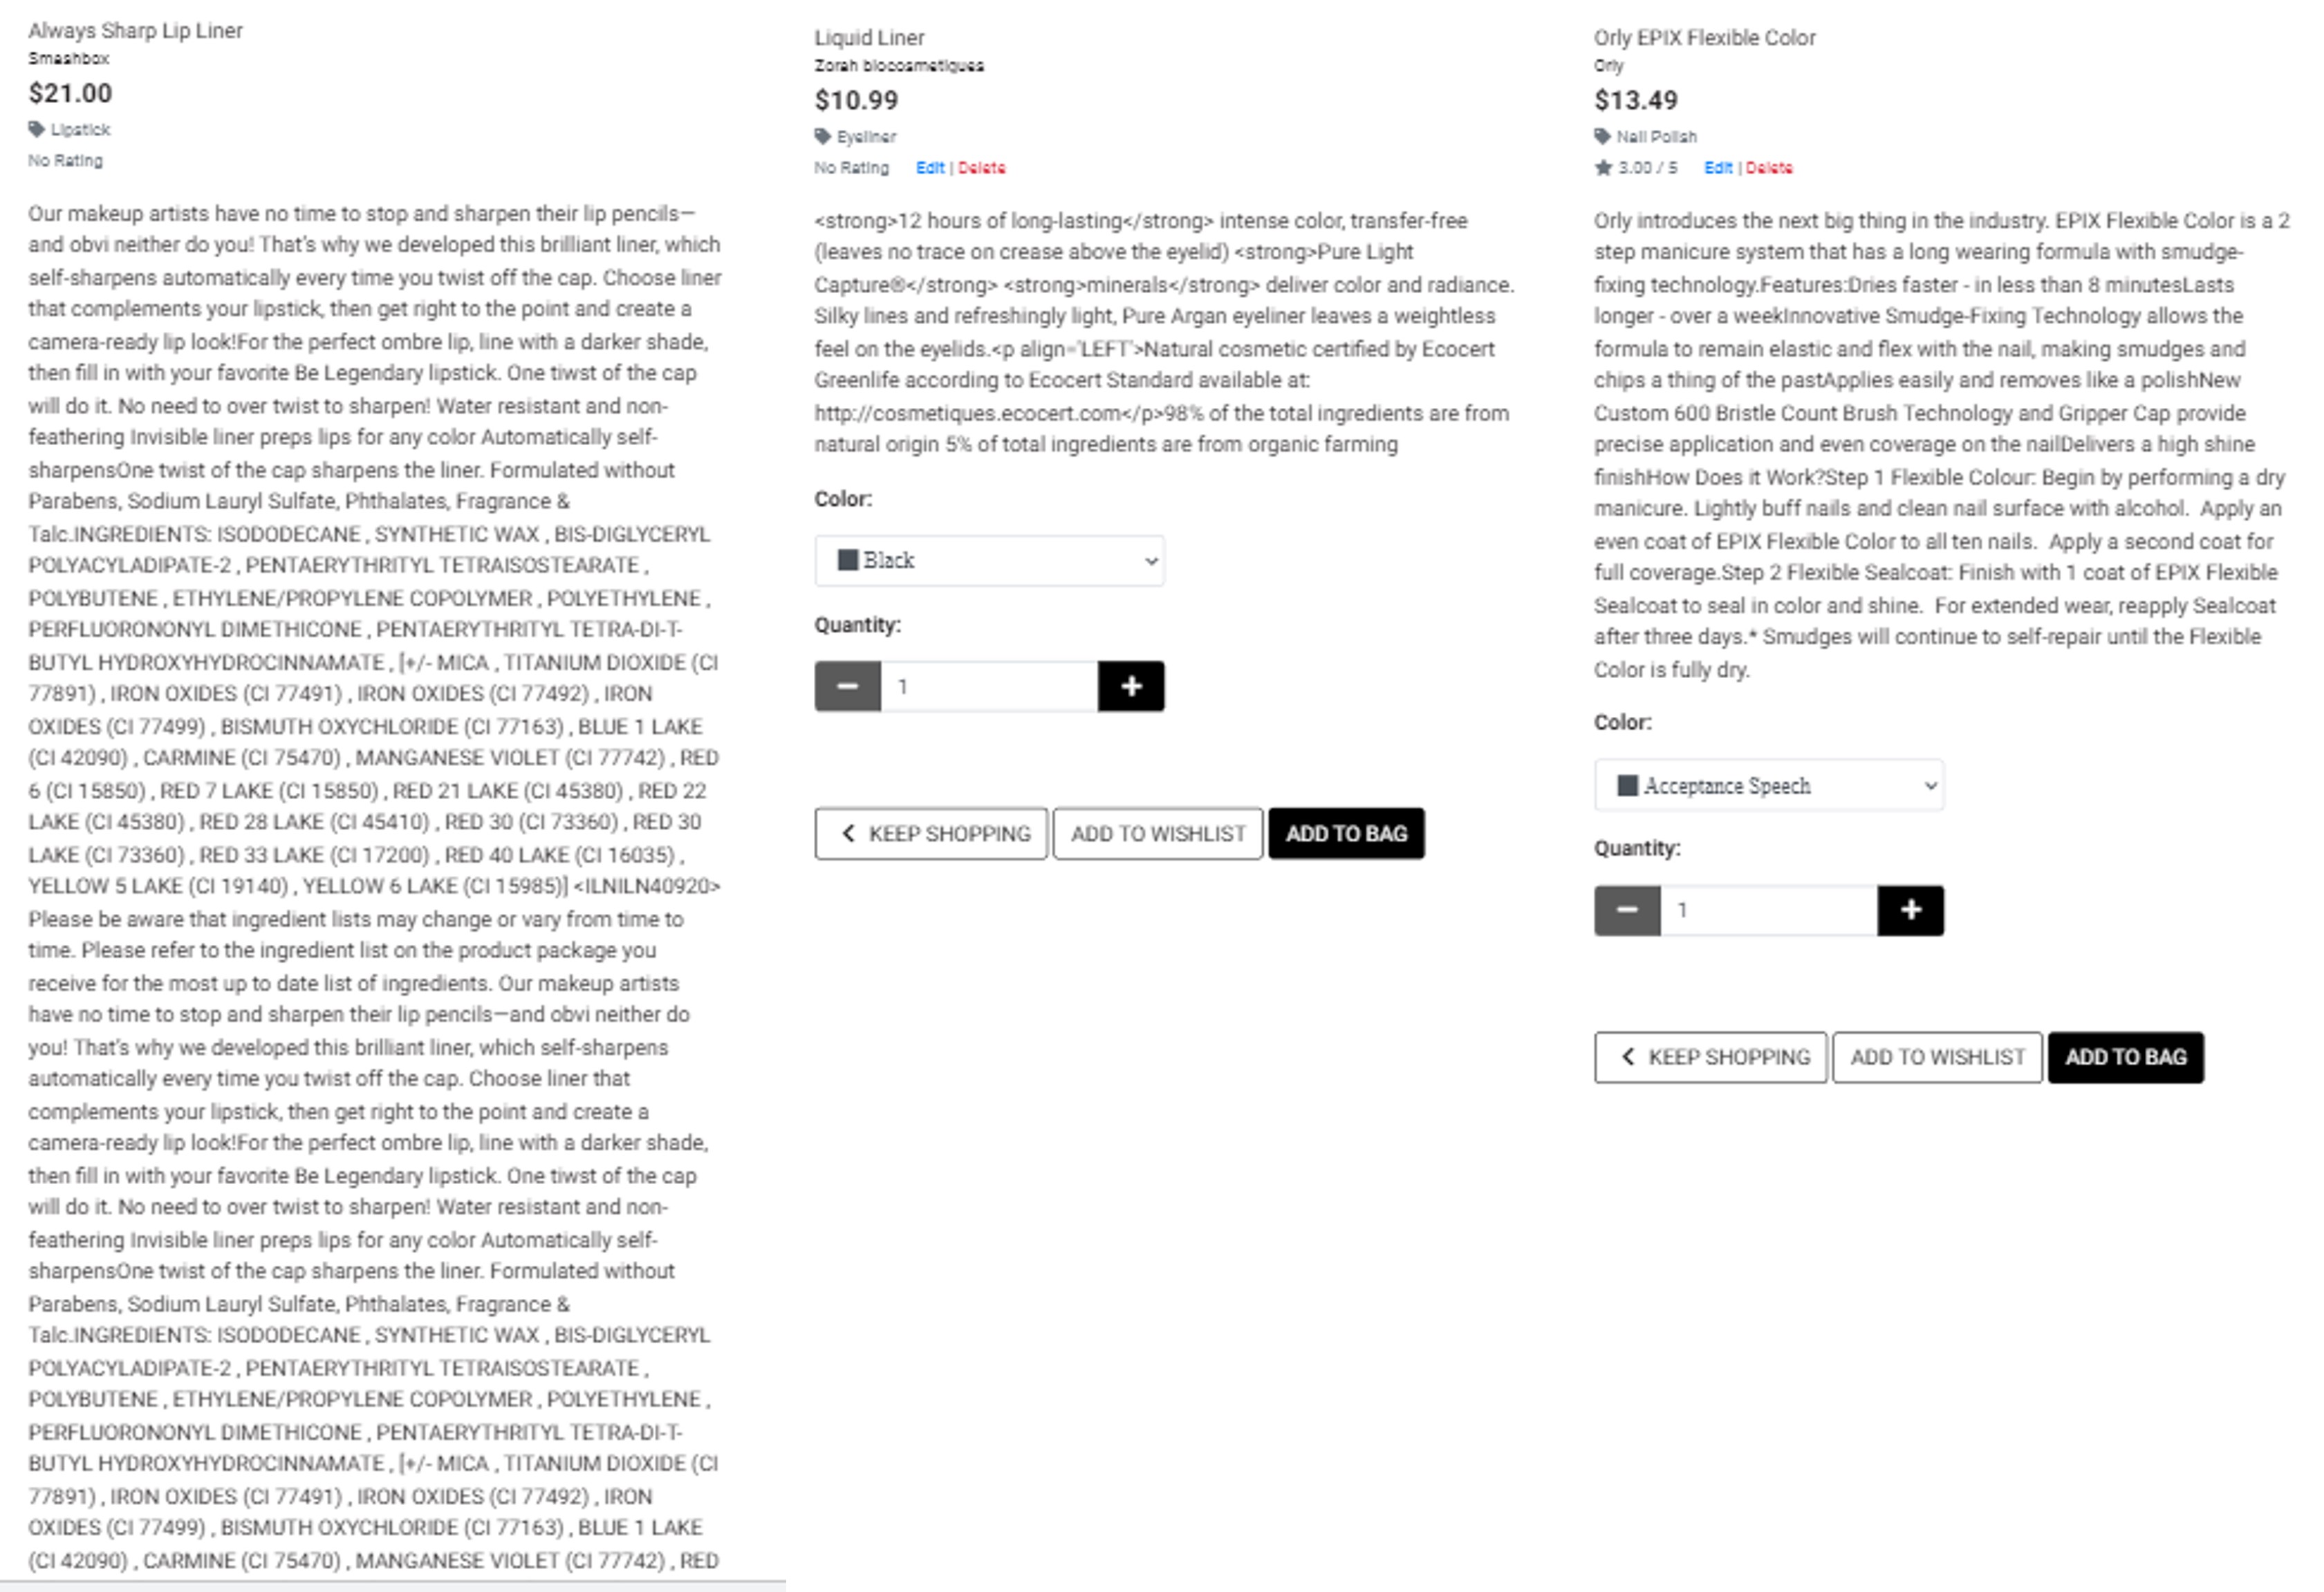 Always Sharp Lip Liner
Smashbox
$21.00
Lipstick
No Rating
Our makeup artists have no time to stop and sharpen their lip pencils—
and obvi neither do you! That's why we developed this brilliant liner, which
self-sharpens automatically every time you twist off the cap. Choose liner
that complements your lipstick, then get right to the point and create a
camera-ready lip look!For the perfect ombre lip, line with a darker shade,
then fill in with your favorite Be Legendary lipstick. One tiwst of the cap
will do it. No need to over twist to sharpen! Water resistant and non-
feathering Invisible liner preps lips for any color Automatically self-
sharpensOne twist of the cap sharpens the liner. Formulated without
Parabens, Sodium Lauryl Sulfate, Phthalates, Fragrance &
Talc.INGREDIENTS: ISODODECANE , SYNTHETIC WAX , BIS-DIGLYCERYL
POLYACYLADIPATE-2 , PENTAERYTHRITYL TETRAISOSTEARATE ,
POLYBUTENE , ETHYLENE/PROPYLENE COPOLYMER , POLYETHYLENE ,
PERFLUORONONYL DIMETHICONE , PENTAERYTHRITYL TETRA-DI-T-
BUTYL HYDROXYHYDROCINNAMATE , [+/- MICA , TITANIUM DIOXIDE (CI
77891) , IRON OXIDES (CI 77491) , IRON OXIDES (CI 77492) , IRON
OXIDES (CI 77499) , BISMUTH OXYCHLORIDE (CI 77163) , BLUE 1 LAKE
(CI 42090) , CARMINE (CI 75470) , MANGANESE VIOLET (CI 77742) , RED
6 (CI 15850) , RED 7 LAKE (CI 15850) , RED 21 LAKE (CI 45380) , RED 22
LAKE (CI 45380) , RED 28 LAKE (CI 45410) , RED 30 (CI 73360) , RED 30
LAKE (CI 73360) , RED 33 LAKE (CI 17200) , RED 40 LAKE (CI 16035) ,
YELLOW 5 LAKE (CI 19140) , YELLOW 6 LAKE (CI 15985)] <ILNILN40920>
Please be aware that ingredient lists may change or vary from time to
time. Please refer to the ingredient list on the product package you
receive for the most up to date list of ingredients. Our makeup artists
have no time to stop and sharpen their lip pencils—and obvi neither do
you! That's why we developed this brilliant liner, which self-sharpens
automatically every time you twist off the cap. Choose liner that
complements your lipstick, then get right to the point and create a
camera-ready lip look!For the perfect ombre lip, line with a darker shade,
then fill in with your favorite Be Legendary lipstick. One tiwst of the cap
will do it. No need to over twist to sharpen! Water resistant and non-
feathering Invisible liner preps lips for any color Automatically self-
sharpensOne twist of the cap sharpens the liner. Formulated without
Parabens, Sodium Lauryl Sulfate, Phthalates, Fragrance &
Talc.INGREDIENTS: ISODODECANE , SYNTHETIC WAX , BIS-DIGLYCERYL
POLYACYLADIPATE-2 , PENTAERYTHRITYL TETRAISOSTEARATE ,
POLYBUTENE , ETHYLENE/PROPYLENE COPOLYMER , POLYETHYLENE ,
PERFLUORONONYL DIMETHICONE , PENTAERYTHRITYL TETRA-DI-T-
BUTYL HYDROXYHYDROCINNAMATE , [+/- MICA , TITANIUM DIOXIDE (CI
77891) , IRON OXIDES (CI 77491) , IRON OXIDES (CI 77492) , IRON
OXIDES (CI 77499) , BISMUTH OXYCHLORIDE (CI 77163) , BLUE 1 LAKE
(CI 42090) , CARMINE (CI 75470) , MANGANESE VIOLET (CI 77742) , RED
Liquid Liner
Zorah biocosmetiques
$10.99
Eyeliner
No Rating Edit | Delete
<strong>12 hours of long-lasting</strong> intense color, transfer-free
(leaves no trace on crease above the eyelid) <strong>Pure Light
Capture®</strong> <strong>minerals</strong> deliver color and radiance.
Silky lines and refreshingly light, Pure Argan eyeliner leaves a weightless
feel on the eyelids.<p align='LEFT'>Natural cosmetic certified by Ecocert
Greenlife according to Ecocert Standard available at:
http://cosmetiques.ecocert.com</p>98% of the total ingredients are from
natural origin 5% of total ingredients are from organic farming
Color:
Black
Quantity:
1
KEEP SHOPPING ADD TO WISHLIST ADD TO BAG
Orly EPIX Flexible Color
Orly
$13.49
Nail Polish
3.00 / 5 Edit | Delete
Orly introduces the next big thing in the industry. EPIX Flexible Color is a 2
step manicure system that has a long wearing formula with smudge-
fixing technology.Features:Dries faster - in less than 8 minutesLasts
longer - over a weekInnovative Smudge-Fixing Technology allows the
formula to remain elastic and flex with the nail, making smudges and
chips a thing of the pastApplies easily and removes like a polishNew
Custom 600 Bristle Count Brush Technology and Gripper Cap provide
precise application and even coverage on the nailDelivers a high shine
finishHow Does it Work?Step 1 Flexible Colour: Begin by performing a dry
manicure. Lightly buff nails and clean nail surface with alcohol.  Apply an
even coat of EPIX Flexible Color to all ten nails.  Apply a second coat for
full coverage.Step 2 Flexible Sealcoat: Finish with 1 coat of EPIX Flexible
Sealcoat to seal in color and shine.  For extended wear, reapply Sealcoat
after three days.* Smudges will continue to self-repair until the Flexible
Color is fully dry.
Color:
Acceptance Speech
Quantity:
1
KEEP SHOPPING ADD TO WISHLIST ADD TO BAG